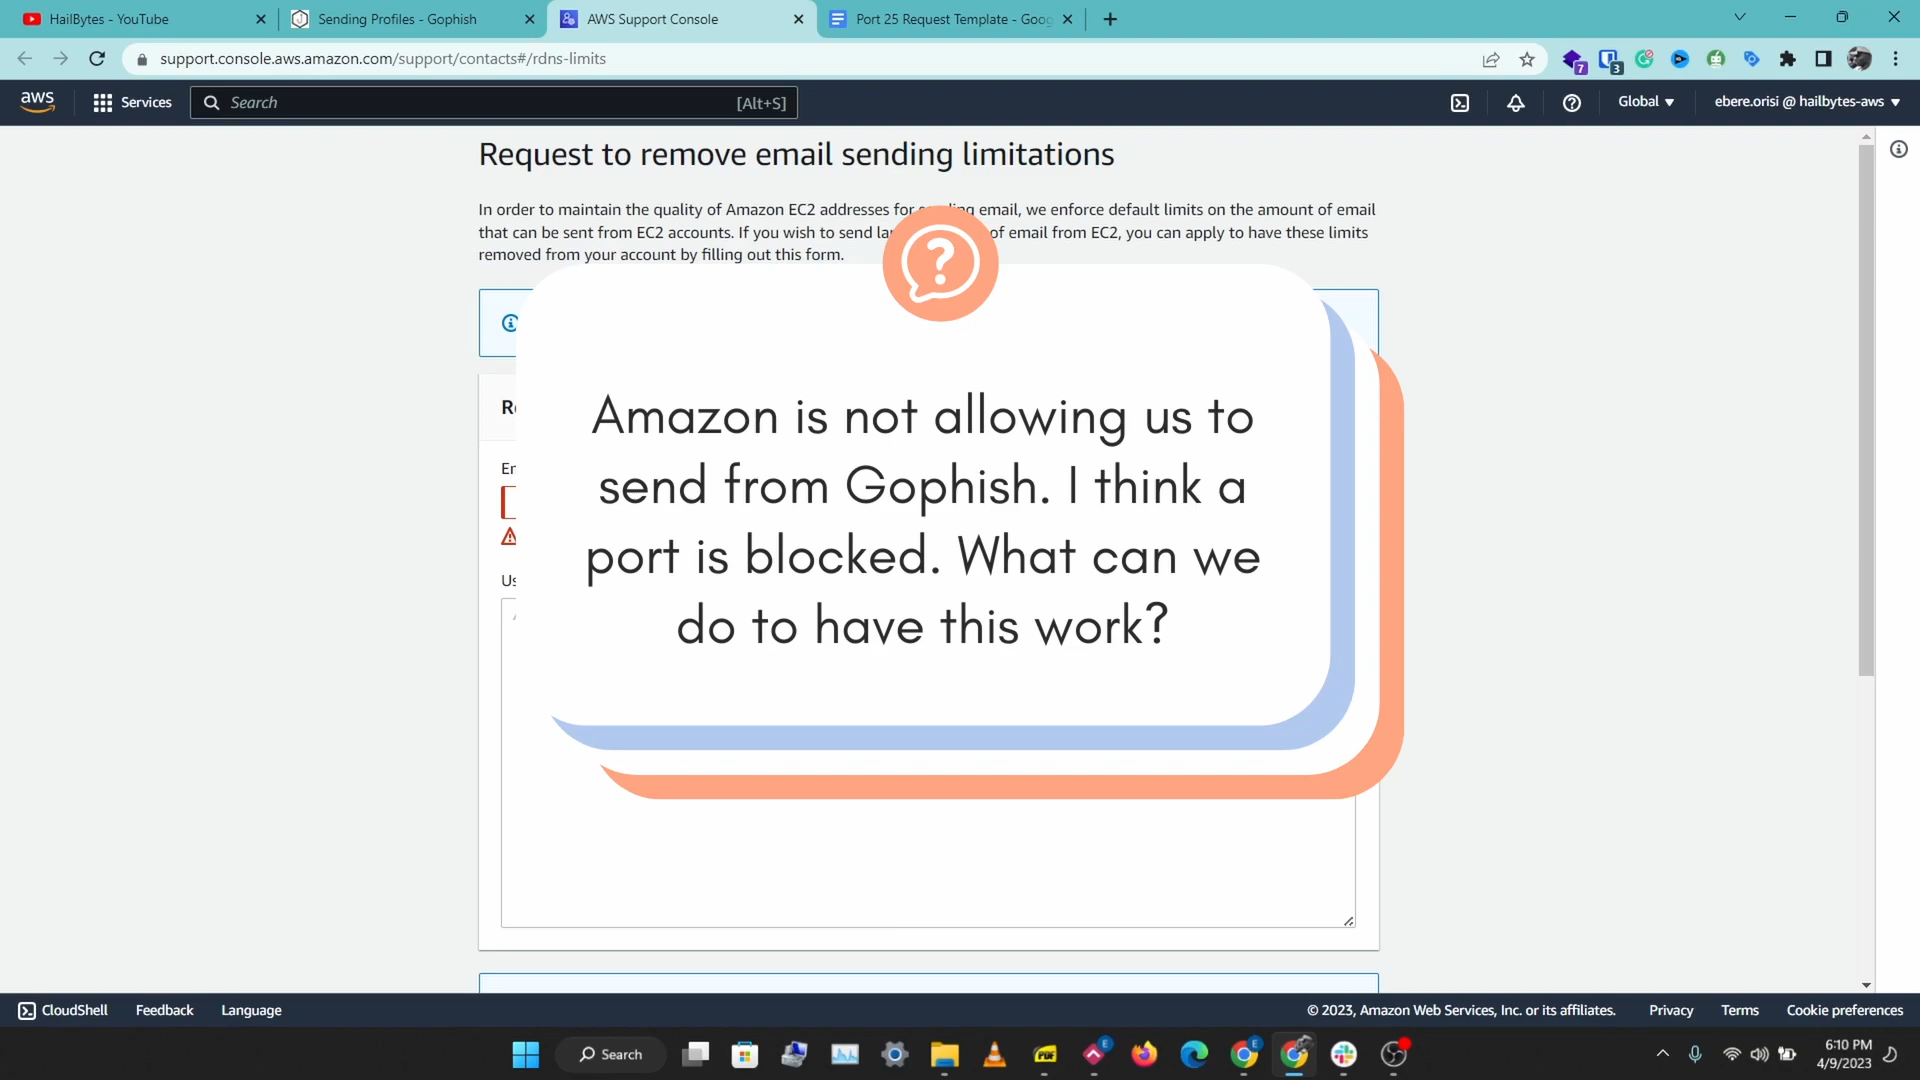 HailBytes - YouTube
Sending Profiles - Gophish
AWS Support Console
Port 25 Request Template - Goog
support.console.aws.amazon.com/support/contacts#/rdns-limits
7
3
aws
Services
Search
[Alt+S]
Global
ebere.orisi @ hailbytes-aws
Request to remove email sending limitations
In order to maintain the quality of Amazon EC2 addresses for sending email, we enforce default limits on the amount of email
that can be sent from EC2 accounts. If you wish to send la of email from EC2, you can apply to have these limits
removed from your account by filling out this form.
?
Amazon is not allowing us to
send from Gophish. I think a
port is blocked. What can we
do to have this work?
CloudShell
Feedback
Language
© 2023, Amazon Web Services, Inc. or its affiliates.
Privacy
Terms
Cookie preferences
Search
PDF
E
E
6:10 PM
4/9/2023